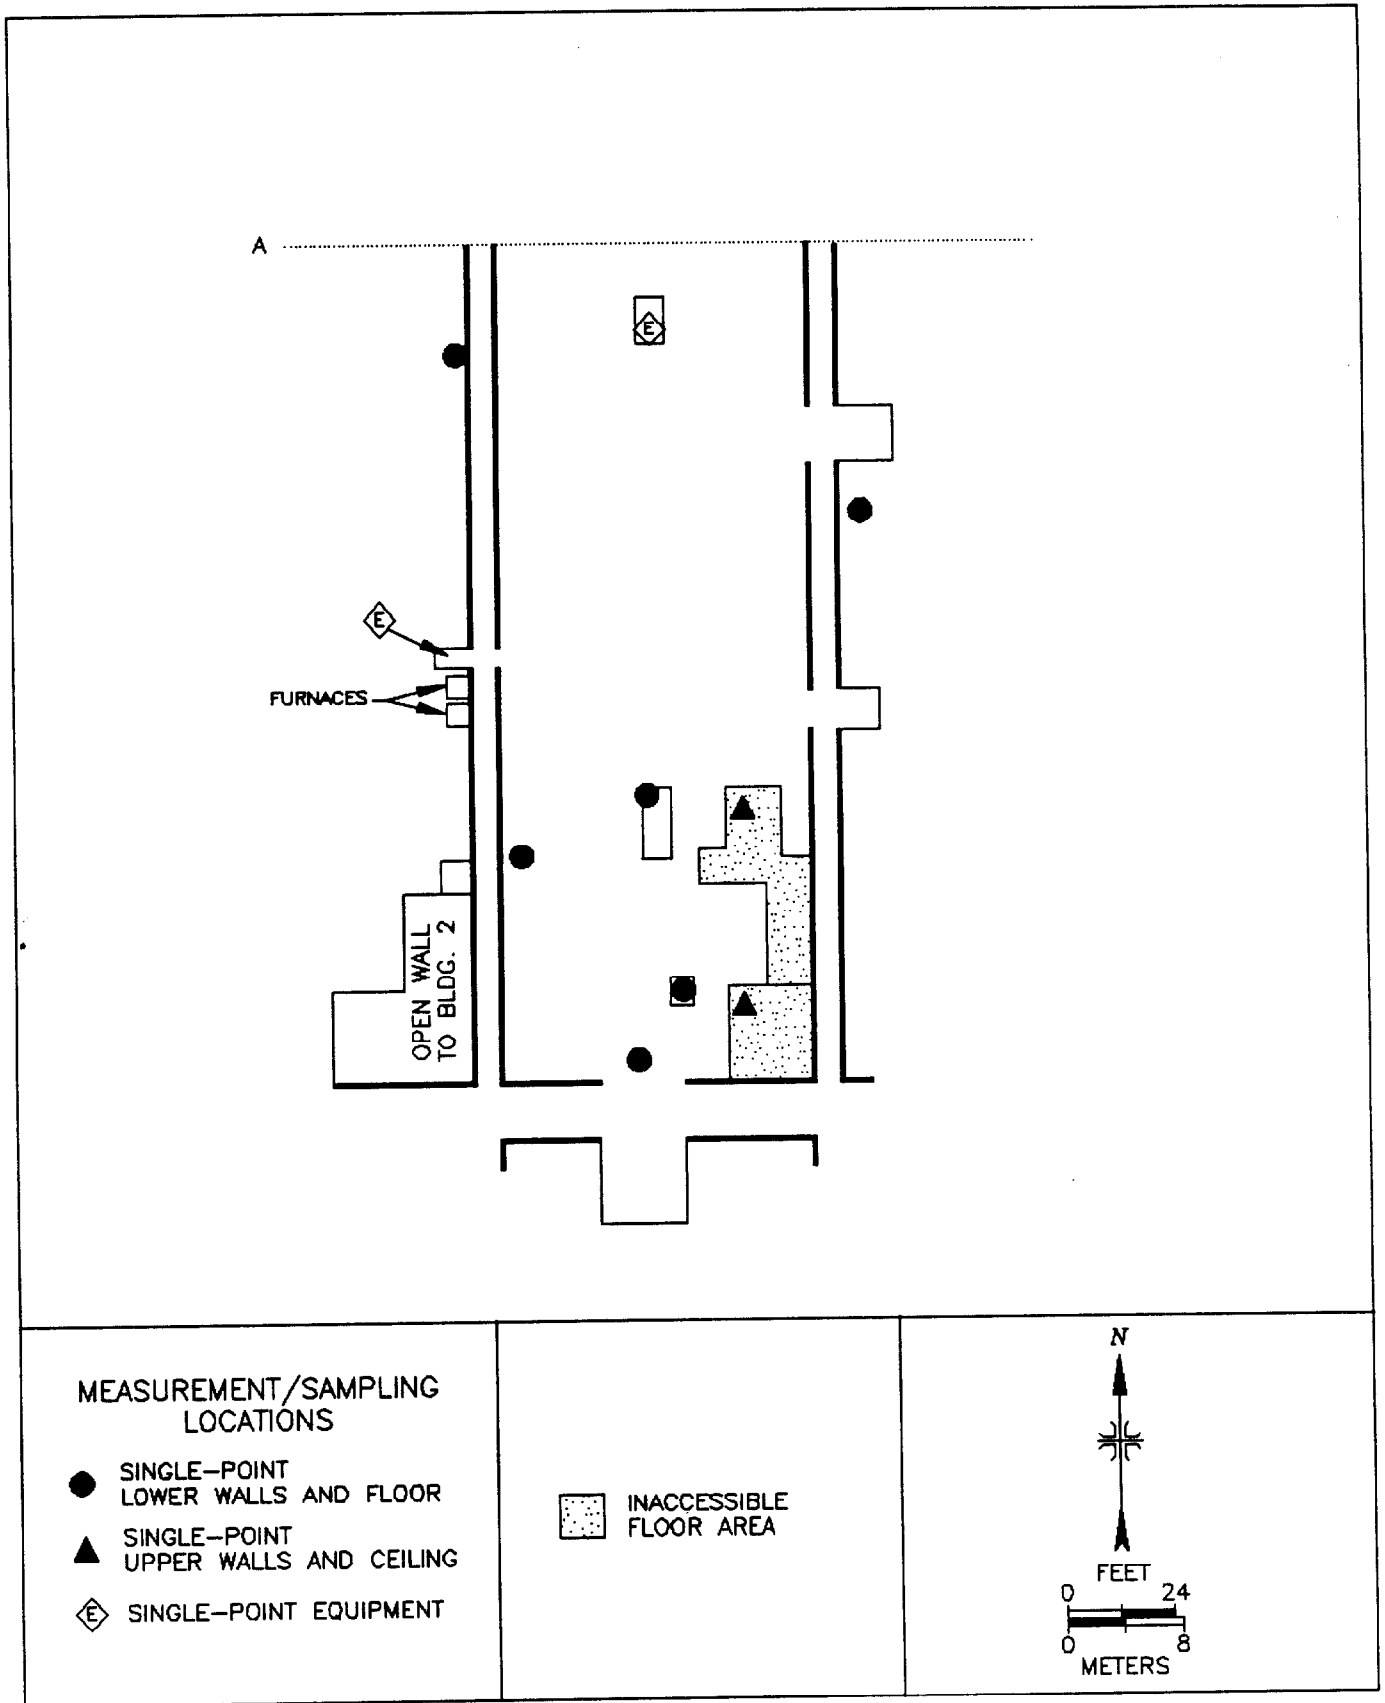 A
E
E
FURNACES
OPEN WALL
TO BLDG. 2
MEASUREMENT/SAMPLING
LOCATIONS
SINGLE-POINT
LOWER WALLS AND FLOOR
SINGLE-POINT
UPPER WALLS AND CEILING
E SINGLE-POINT EQUIPMENT
INACCESSIBLE
FLOOR AREA
N
FEET
0 24
0 8
METERS